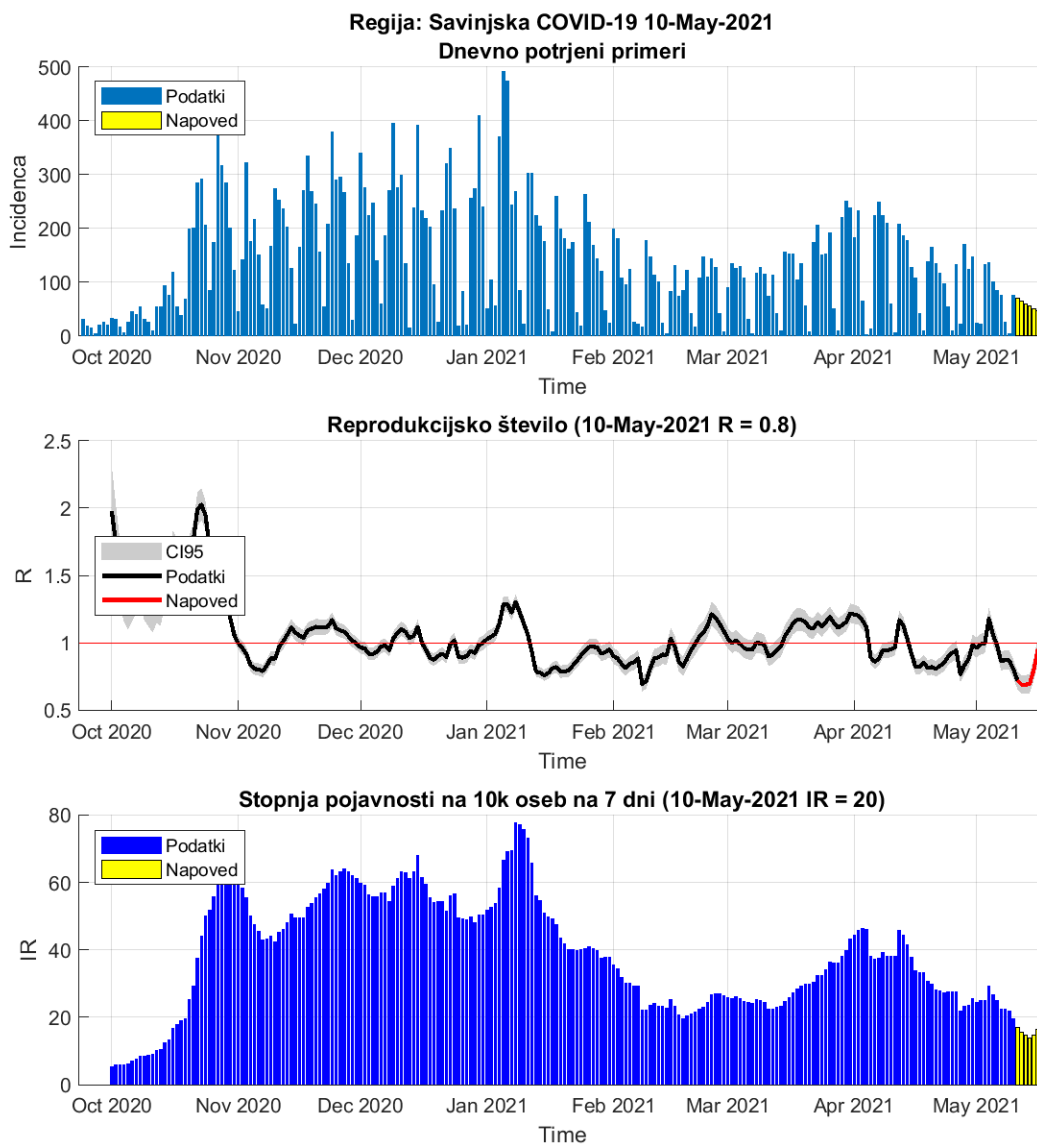 Regija: Savinjska COVID-19 10-May-2021
Dnevno potrjeni primeri
500
400
300
200
100
0
Incidenca
Podatki
Napoved
Oct 2020 Nov 2020 Dec 2020 Jan 2021 Feb 2021 Mar 2021 Apr 2021 May 2021
Time
Reprodukcijsko število (10-May-2021 R = 0.8)
2.5
2
1.5
1
0.5
R
CI95
Podatki
Napoved
Oct 2020 Nov 2020 Dec 2020 Jan 2021 Feb 2021 Mar 2021 Apr 2021 May 2021
Time
Stopnja pojavnosti na 10k oseb na 7 dni (10-May-2021 IR = 20)
80
60
40
20
0
IR
Podatki
Napoved
Oct 2020 Nov 2020 Dec 2020 Jan 2021 Feb 2021 Mar 2021 Apr 2021 May 2021
Time